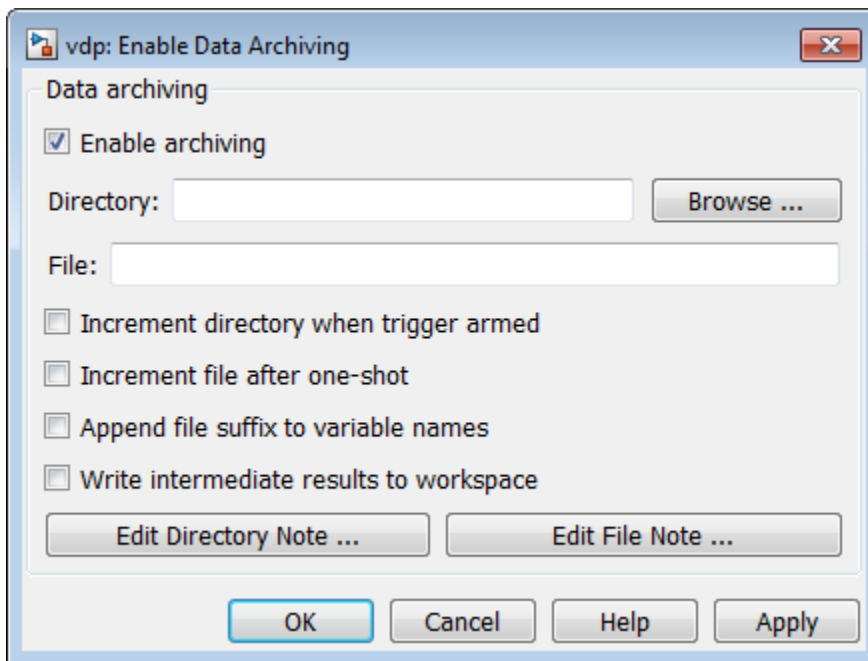 vdp: Enable Data Archiving
Data archiving
Enable archiving
Directory: Browse ...
File:
Increment directory when trigger armed
Increment file after one-shot
Append file suffix to variable names
Write intermediate results to workspace
Edit Directory Note ... Edit File Note ...
OK Cancel Help Apply